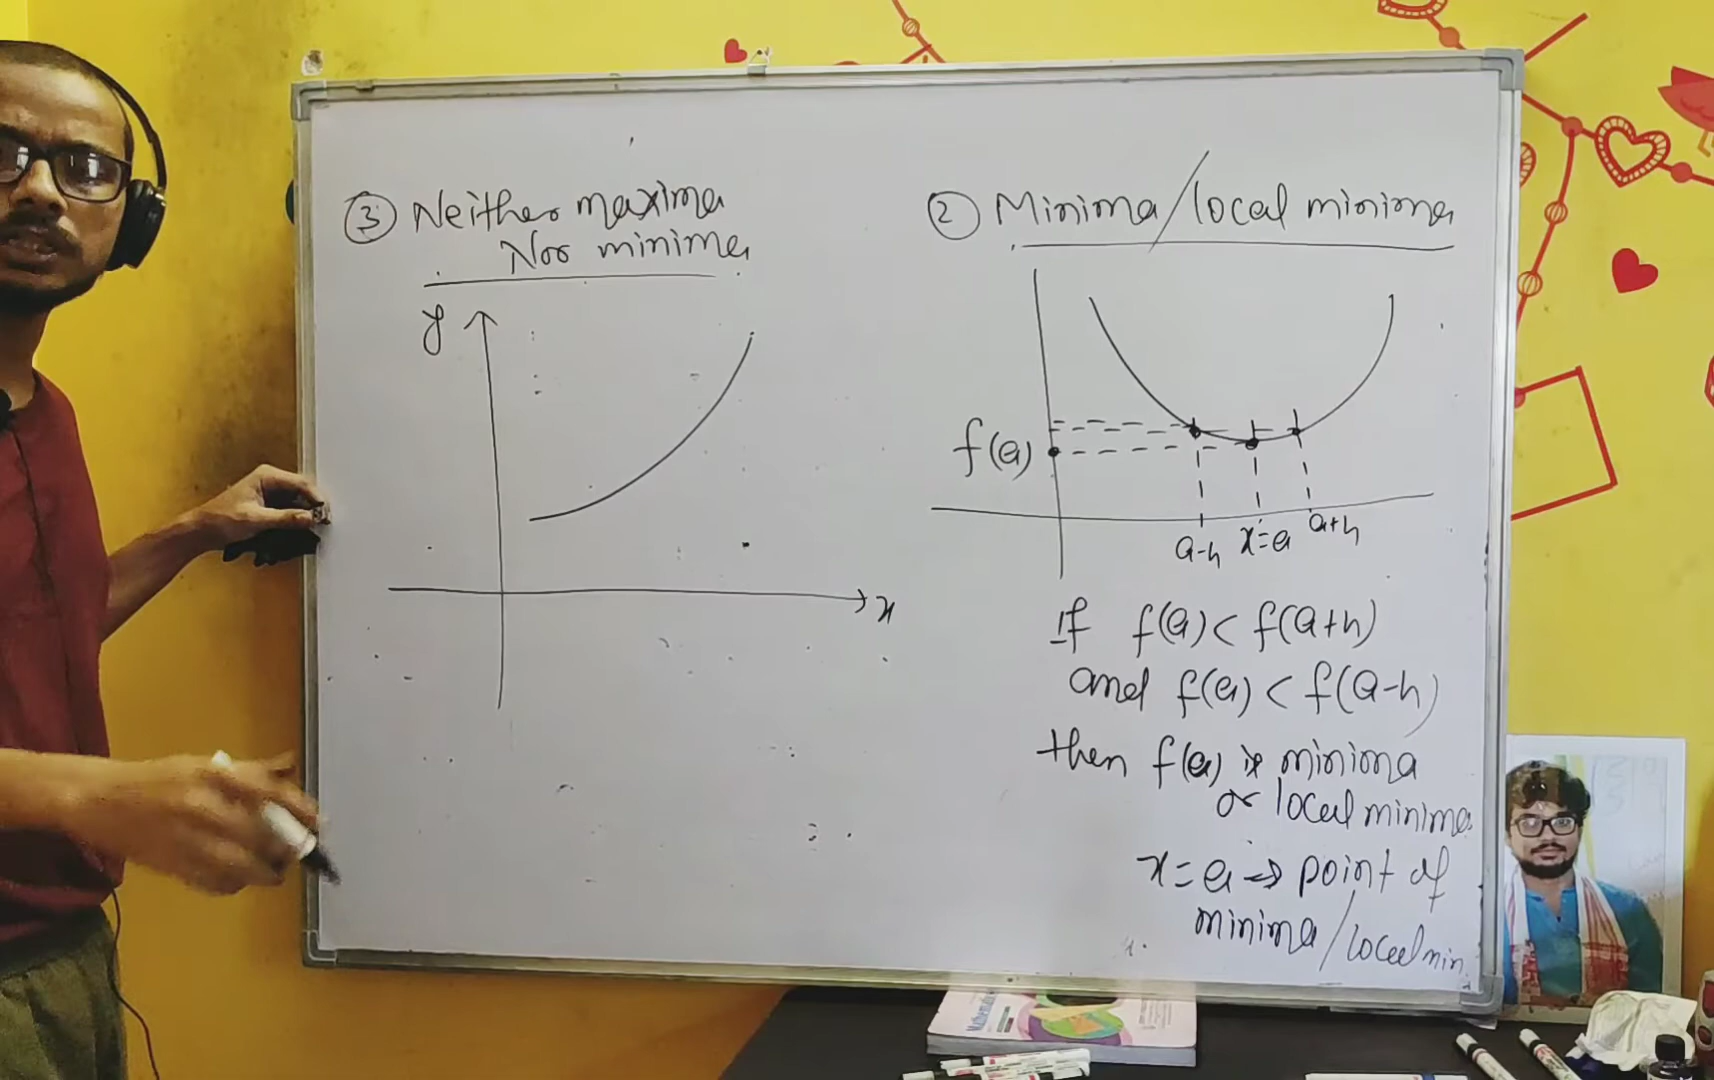 ③ Neither maxima
Nor minima
y
x
② Minima/local minima
f(a)
a-h x=a a+h
If f(a) < f(a+h)
and f(a) < f(a-h)
then f(a) is minima
or local minima
x=a → point of
minima/local min.
Mathematics